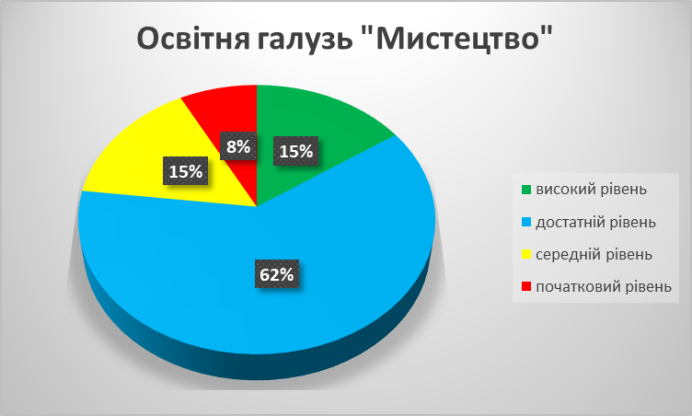 Освітня галузь "Мистецтво"
8%
15%
15%
62%
високий рівень
достатній рівень
середній рівень
початковий рівень